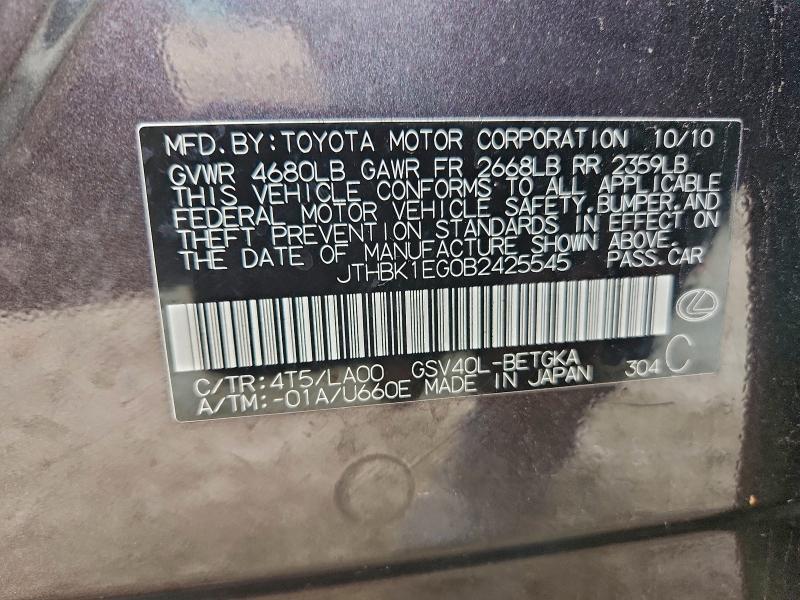 MFD. BY: TOYOTA MOTOR CORPORATION 10/10
GVWR 4680LB GAWR FR 2668LB RR 2359LB
THIS VEHICLE CONFORMS TO ALL APPLICABLE
FEDERAL MOTOR VEHICLE SAFETY, BUMPER, AND
THEFT PREVENTION STANDARDS IN EFFECT ON
THE DATE OF MANUFACTURE SHOWN ABOVE.
JTHBK1EG0B2425545 PASS. CAR
C/TR: 4T5/LA00 GSV40L-BETGKA 304 C
A/TM: -01A/U660E MADE IN JAPAN